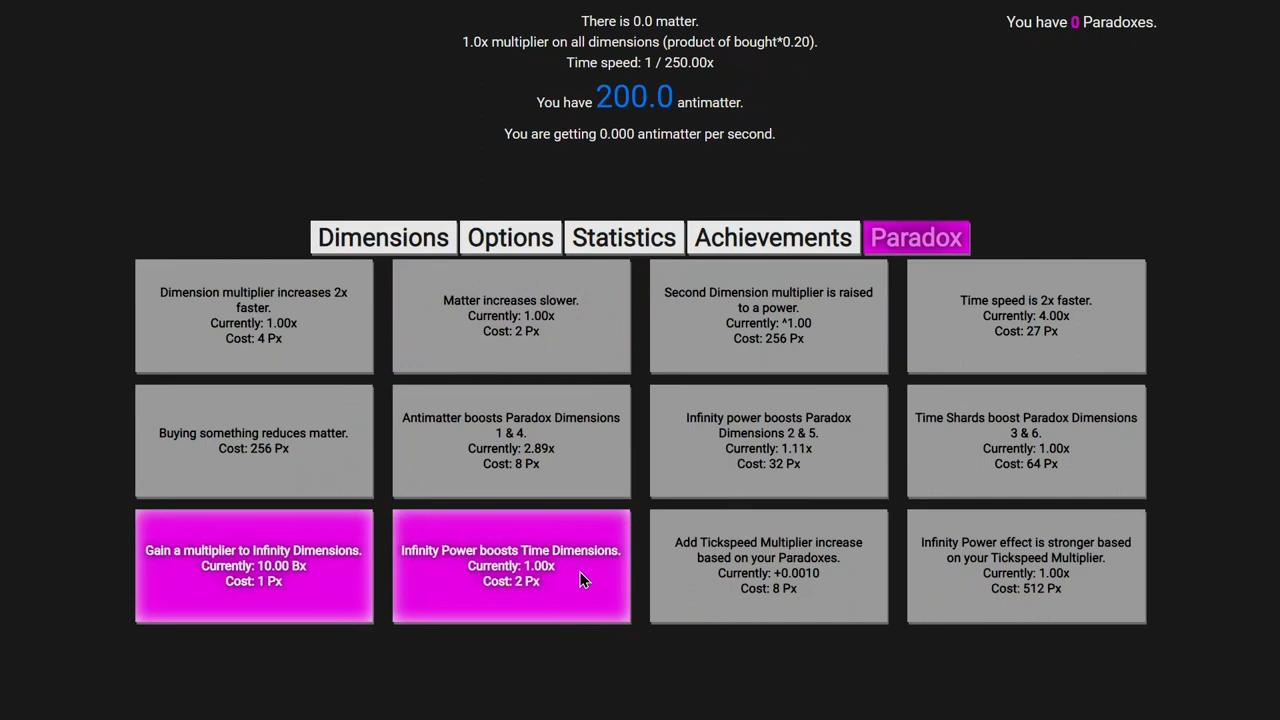 There is 0.0 matter.
You have 0 Paradoxes.
1.0x multiplier on all dimensions (product of bought*0.20).
Time speed: 1 / 250.00x
You have 200.0 antimatter.
You are getting 0.000 antimatter per second.
Dimensions
Options
Statistics
Achievements
Paradox
Dimension multiplier increases 2x
faster.
Currently: 1.00x
Cost: 4 Px
Matter increases slower.
Currently: 1.00x
Cost: 2 Px
Second Dimension multiplier is raised
to a power.
Currently: ^1.00
Cost: 256 Px
Time speed is 2x faster.
Currently: 4.00x
Cost: 27 Px
Buying something reduces matter.
Cost: 256 Px
Antimatter boosts Paradox Dimensions
1 & 4.
Currently: 2.89x
Cost: 8 Px
Infinity power boosts Paradox
Dimensions 2 & 5.
Currently: 1.11x
Cost: 32 Px
Time Shards boost Paradox Dimensions
3 & 6.
Currently: 1.00x
Cost: 64 Px
Gain a multiplier to Infinity Dimensions.
Currently: 10.00 Bx
Cost: 1 Px
Infinity Power boosts Time Dimensions.
Currently: 1.00x
Cost: 2 Px
Add Tickspeed Multiplier increase
based on your Paradoxes.
Currently: +0.0010
Cost: 8 Px
Infinity Power effect is stronger based
on your Tickspeed Multiplier.
Currently: 1.00x
Cost: 512 Px